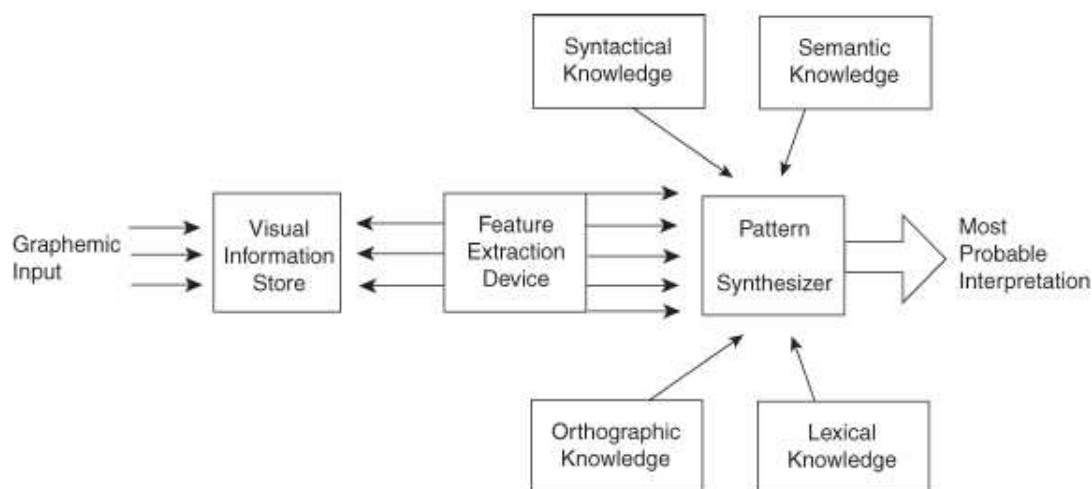 Syntactical
Knowledge
Semantic
Knowledge
Graphemic
Input
Visual
Information
Store
Feature
Extraction
Device
Pattern
Synthesizer
Most
Probable
Interpretation
Orthographic
Knowledge
Lexical
Knowledge